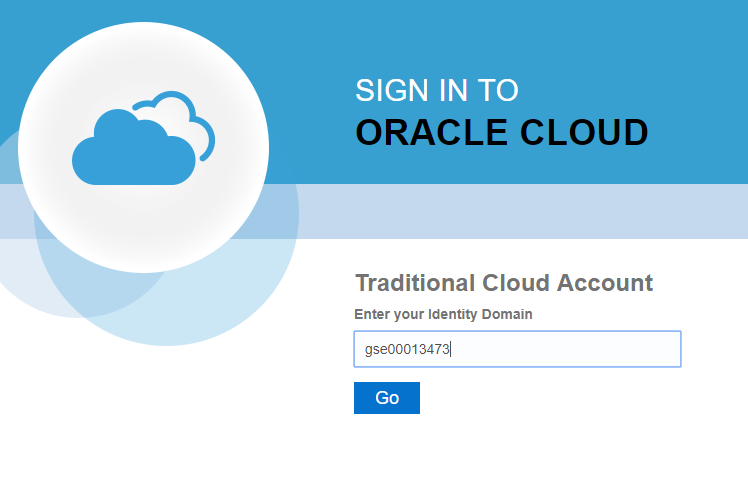 SIGN IN TO
ORACLE CLOUD
Traditional Cloud Account
Enter your Identity Domain
gse00013473
Go